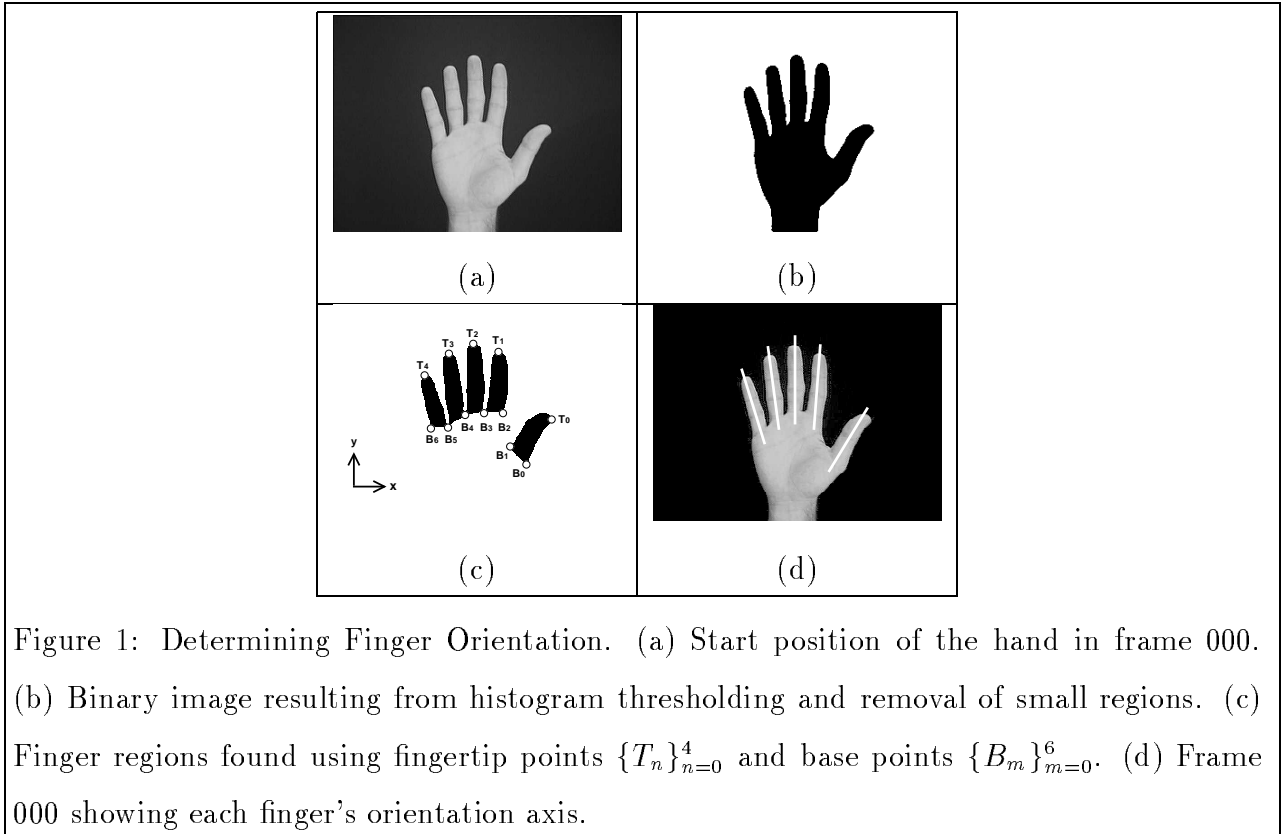 (a)
(b)
T2
T3
T1
T4
T0
B4
B3
B2
B6
B5
B1
B0
y
x
(c)
(d)
Figure 1: Determining Finger Orientation. (a) Start position of the hand in frame 000.
(b) Binary image resulting from histogram thresholding and removal of small regions. (c)
Finger regions found using fingertip points $\{T_n\}_{n=0}^{4}$ and base points $\{B_m\}_{m=0}^{6}$. (d) Frame
000 showing each finger's orientation axis.